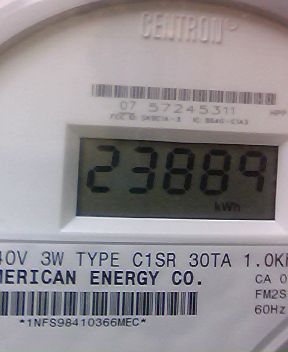 CENTRON®
07 57245311
23889
kWh
40V 3W TYPE C1SR 30TA 1.0K
MERICAN ENERGY CO.
CA 0
FM2S
60Hz
*1NFS98410366MEC*